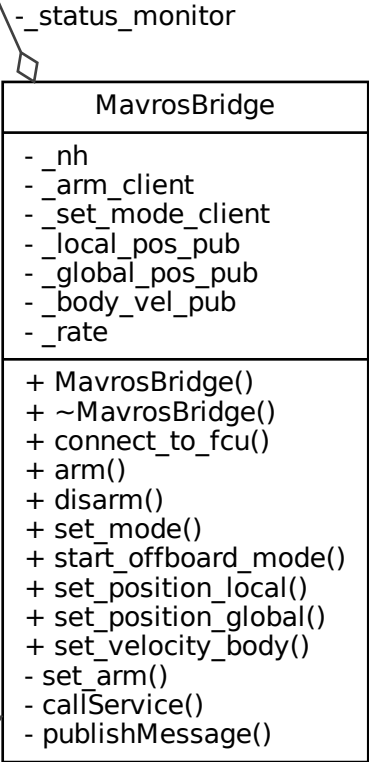 -_status_monitor
MavrosBridge
- _nh
- _arm_client
- _set_mode_client
- _local_pos_pub
- _global_pos_pub
- _body_vel_pub
- _rate
+ MavrosBridge()
+ ~MavrosBridge()
+ connect_to_fcu()
+ arm()
+ disarm()
+ set_mode()
+ start_offboard_mode()
+ set_position_local()
+ set_position_global()
+ set_velocity_body()
- set_arm()
- callService()
- publishMessage()